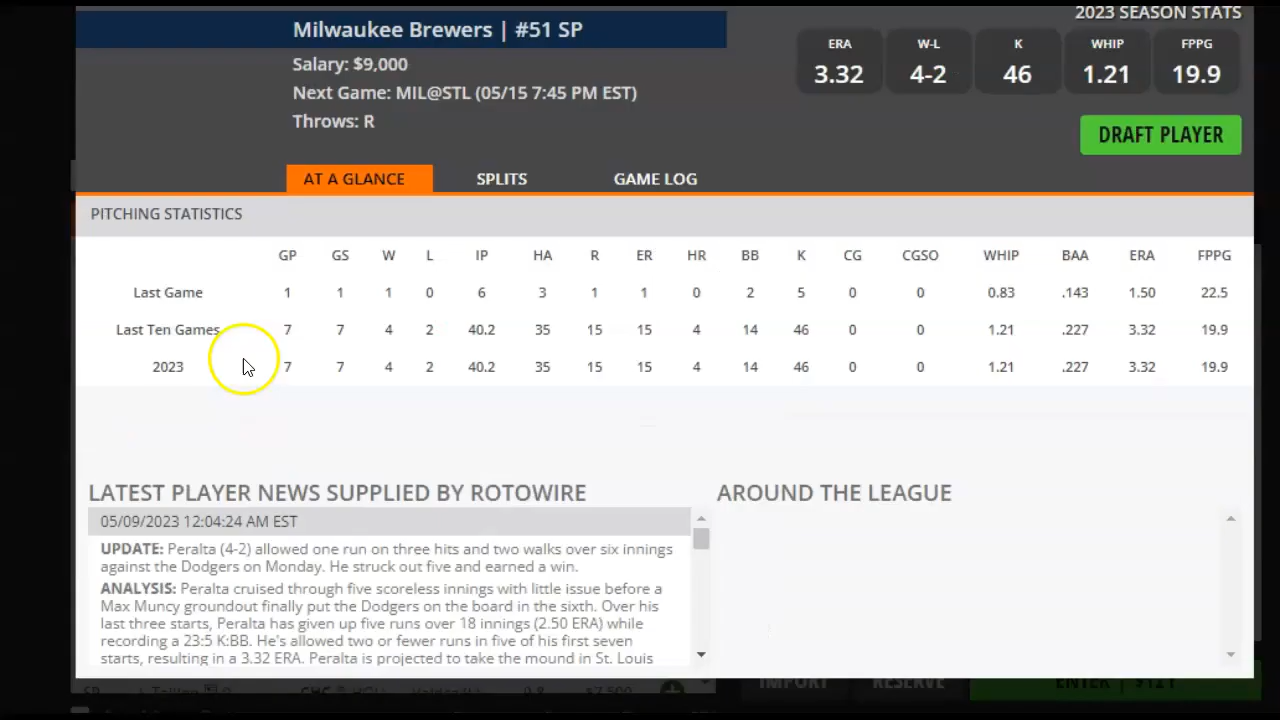 2023 SEASON STATS
Milwaukee Brewers | #51 SP
Salary: $9,000
Next Game: MIL@STL (05/15 7:45 PM EST)
Throws: R
ERA W-L K WHIP FPPG
3.32 4-2 46 1.21 19.9
DRAFT PLAYER
AT A GLANCE SPLITS GAME LOG
PITCHING STATISTICS
GP GS W L IP HA R ER HR BB K CG CGSO WHIP BAA ERA FPPG
Last Game 1 1 1 0 6 3 1 1 0 2 5 0 0 0.83 .143 1.50 22.5
Last Ten Games 7 7 4 2 40.2 35 15 15 4 14 46 0 0 1.21 .227 3.32 19.9
2023 7 7 4 2 40.2 35 15 15 4 14 46 0 0 1.21 .227 3.32 19.9
LATEST PLAYER NEWS SUPPLIED BY ROTOWIRE
05/09/2023 12:04:24 AM EST
UPDATE: Peralta (4-2) allowed one run on three hits and two walks over six innings
against the Dodgers on Monday. He struck out five and earned a win.
ANALYSIS: Peralta cruised through five scoreless innings with little issue before a
Max Muncy groundout finally put the Dodgers on the board in the sixth. Over his
last three starts, Peralta has given up five runs over 18 innings (2.50 ERA) while
recording a 23:5 K:BB. He's allowed two or fewer runs in five of his first seven
starts, resulting in a 3.32 ERA. Peralta is projected to take the mound in St. Louis
AROUND THE LEAGUE
IMPORT RESERVE ENTER